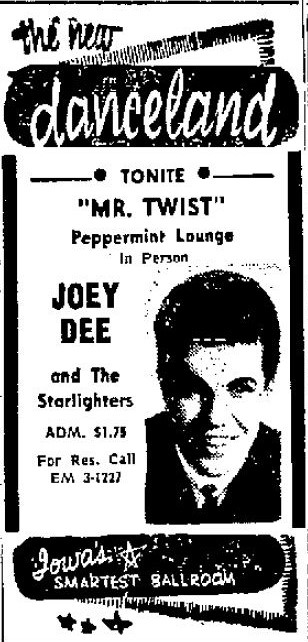 the new
danceland
TONITE
"MR. TWIST"
Peppermint Lounge
In Person
JOEY
DEE
and The
Starlighters
ADM. $1.75
For Res. Call
EM 3-1227
Iowa's
SMARTEST BALLROOM